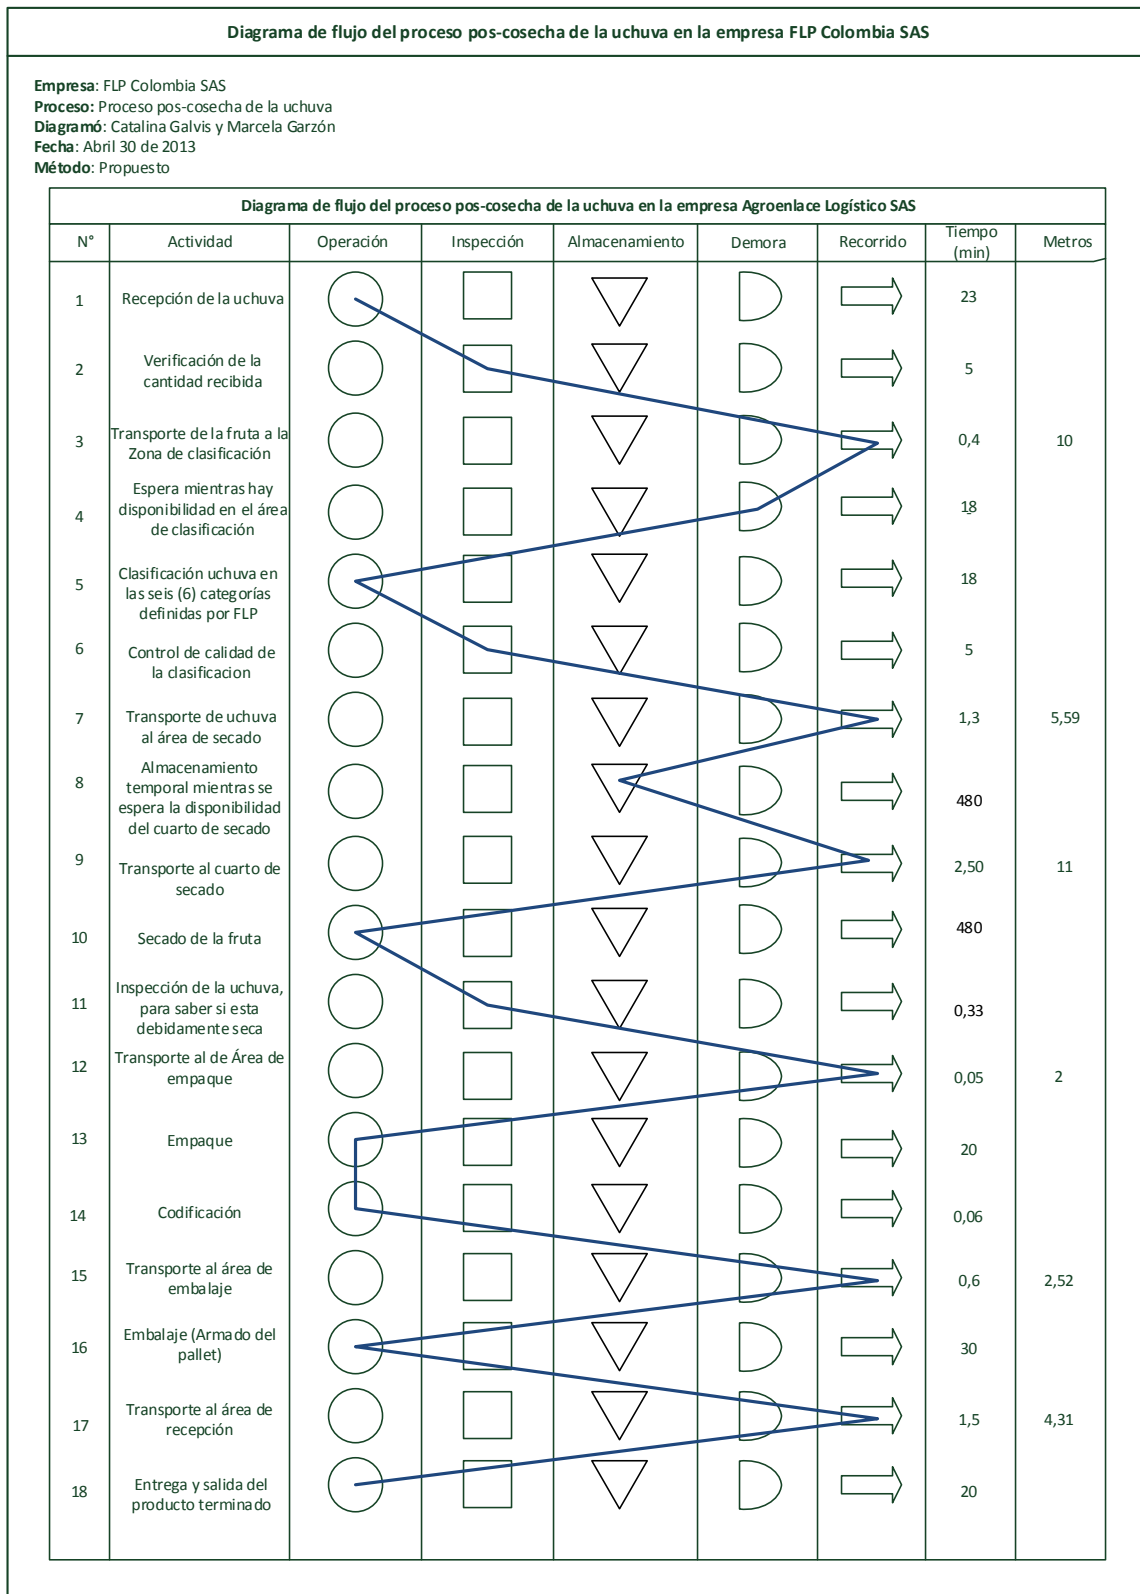 Diagrama de flujo del proceso pos-cosecha de la uchuva en la empresa FLP Colombia SAS
Empresa: FLP Colombia SAS
Proceso: Proceso pos-cosecha de la uchuva
Diagramó: Catalina Galvis y Marcela Garzón
Fecha: Abril 30 de 2013
Método: Propuesto
Diagrama de flujo del proceso pos-cosecha de la uchuva en la empresa Agroenlace Logístico SAS
N° Actividad Operación Inspección Almacenamiento Demora Recorrido Tiempo (min) Metros
1 Recepción de la uchuva 23
2 Verificación de la
cantidad recibida 5
3 Transporte de la fruta a la
Zona de clasificación 0,4 10
4 Espera mientras hay
disponibilidad en el área
de clasificación 18
5 Clasificación uchuva en
las seis (6) categorías
definidas por FLP 18
6 Control de calidad de
la clasificacion 5
7 Transporte de uchuva
al área de secado 1,3 5,59
8 Almacenamiento
temporal mientras se
espera la disponibilidad
del cuarto de secado 480
9 Transporte al cuarto de
secado 2,50 11
10 Secado de la fruta 480
11 Inspección de la uchuva,
para saber si esta
debidamente seca 0,33
12 Transporte al de Área de
empaque 0,05 2
13 Empaque 20
14 Codificación 0,06
15 Transporte al área de
embalaje 0,6 2,52
16 Embalaje (Armado del
pallet) 30
17 Transporte al área de
recepción 1,5 4,31
18 Entrega y salida del
producto terminado 20